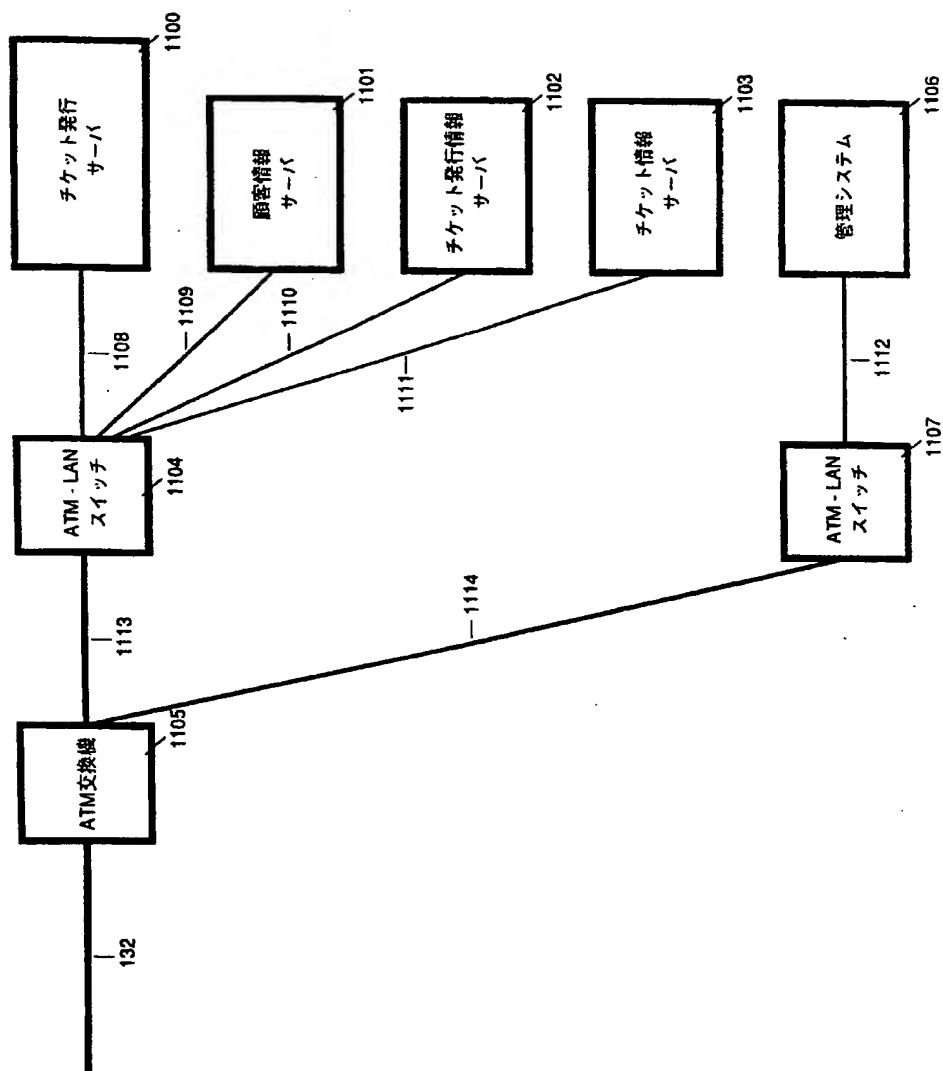 チケット発行
サーバ
1100
顧客情報
サーバ
1101
チケット発行情報
サーバ
1102
チケット情報
サーバ
1103
管理システム
1106
1108
1109
1110
1111
1112
ATM - LAN
スイッチ
1104
ATM - LAN
スイッチ
1107
1113
1114
ATM交換機
1105
132